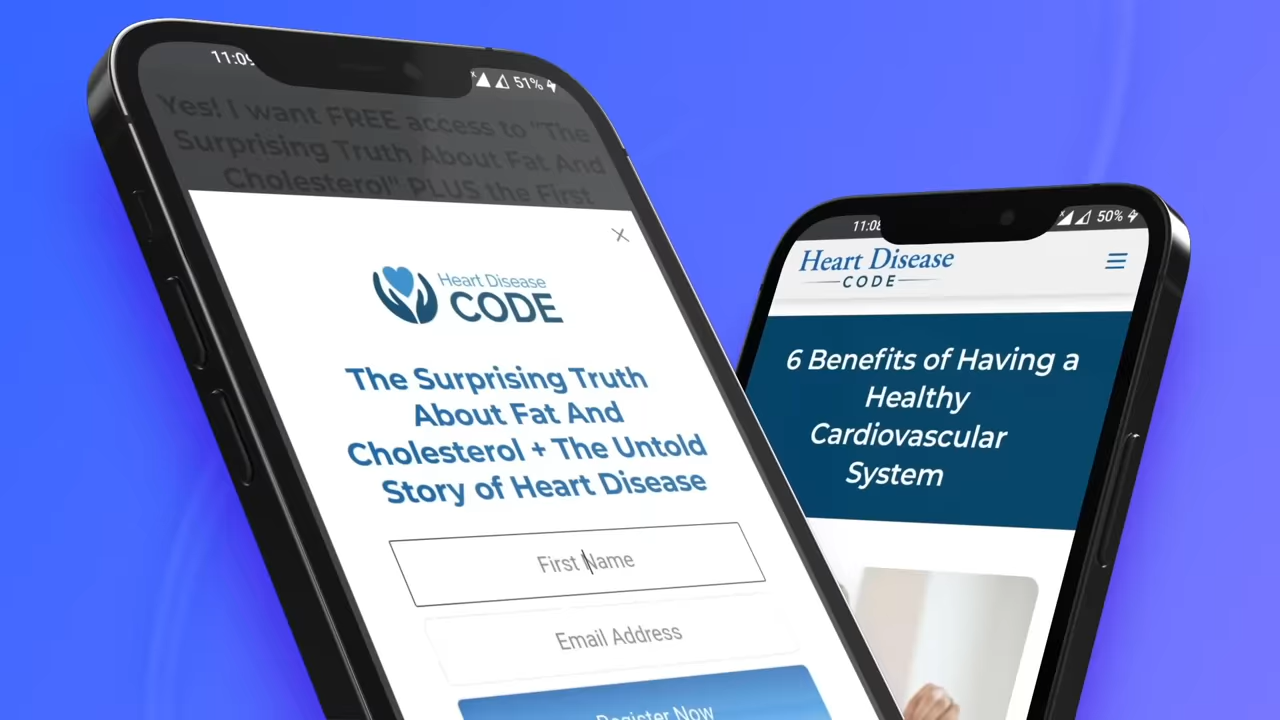 11:09
51%
Yes! I want FREE access to "The
Surprising Truth About Fat And
Cholesterol" PLUS the First
Heart Disease
CODE
The Surprising Truth
About Fat And
Cholesterol + The Untold
Story of Heart Disease
First Name
Email Address
Register Now
11:08
50%
Heart Disease
CODE
6 Benefits of Having a
Healthy
Cardiovascular
System